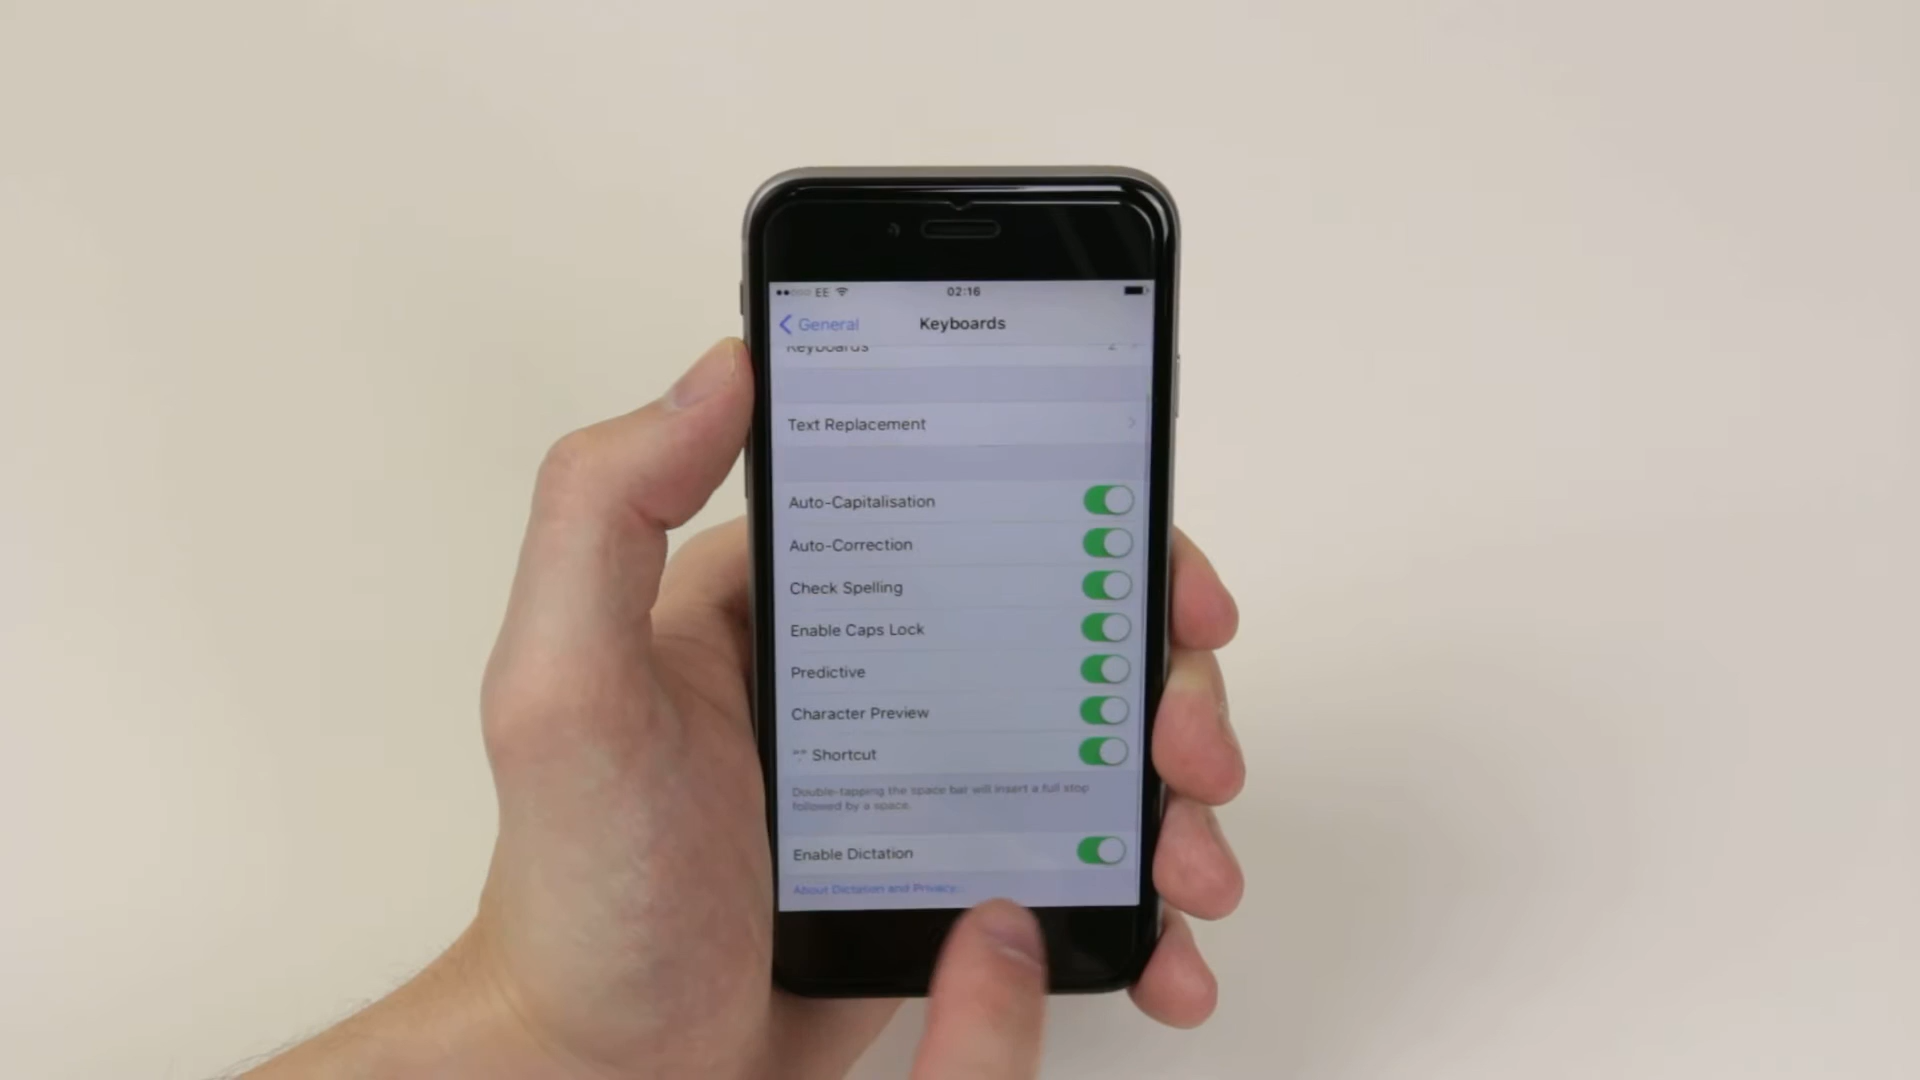 EE 02:16
General Keyboards
Keyboards 2
Text Replacement
Auto-Capitalisation
Auto-Correction
Check Spelling
Enable Caps Lock
Predictive
Character Preview
"." Shortcut
Double-tapping the space bar will insert a full stop
followed by a space.
Enable Dictation
About Dictation and Privacy...